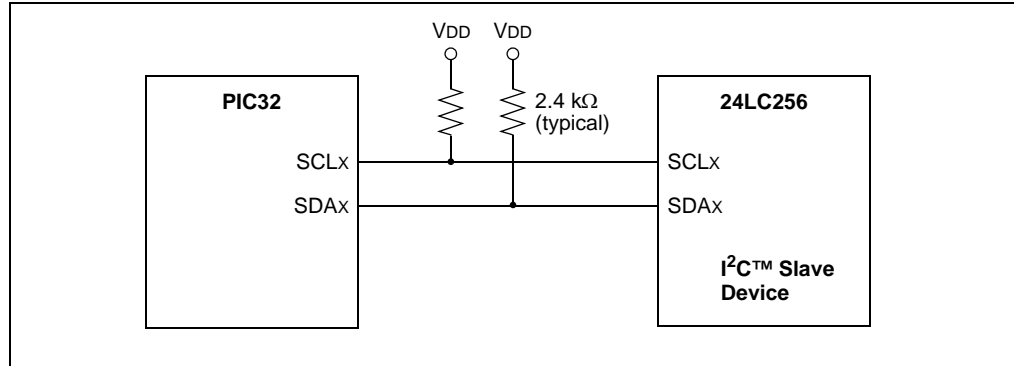 VDD VDD
PIC32
2.4 kΩ
(typical)
24LC256
SCLx
SCLx
SDAx
SDAx
I²C™ Slave
Device